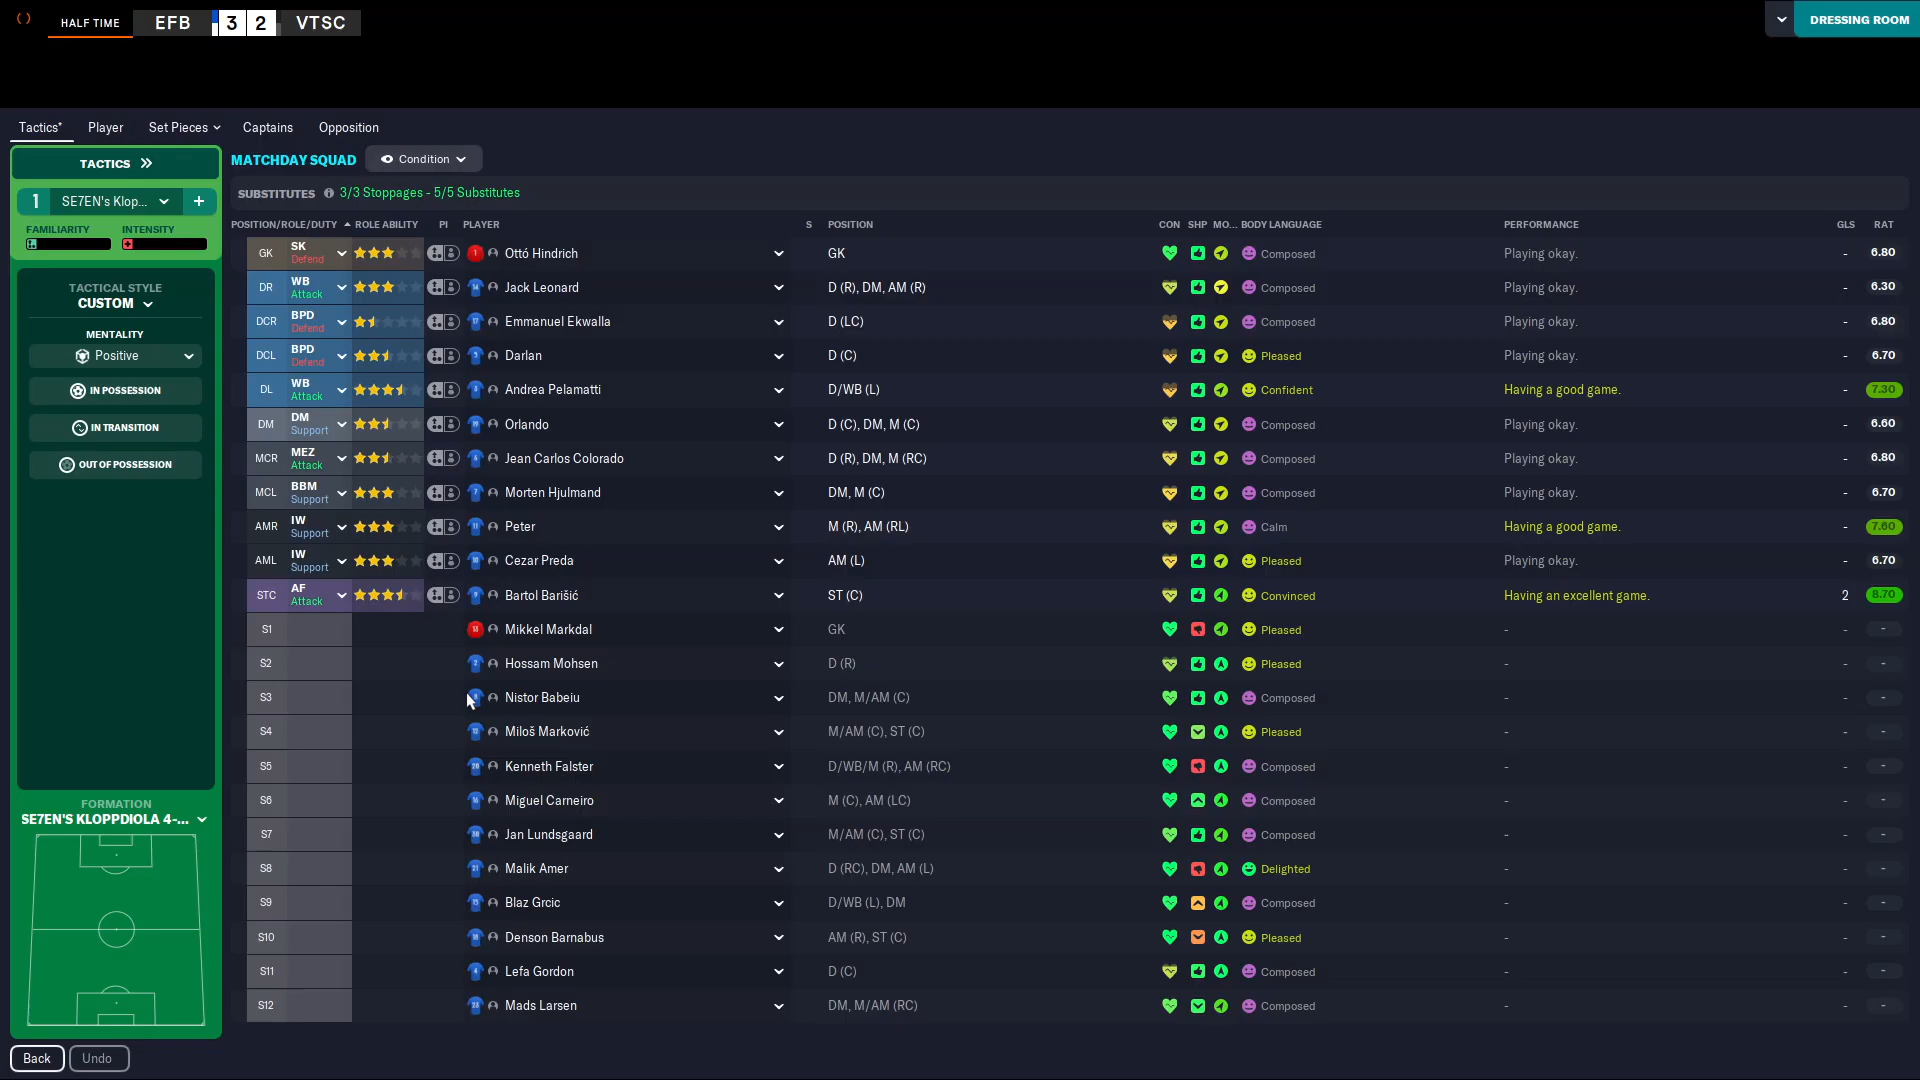 HALF TIME EFB 3 2 VTSC DRESSING ROOM
Tactics* Player Set Pieces Captains Opposition
TACTICS MATCHDAY SQUAD Condition
1 SE7EN's Klop... + SUBSTITUTES 3/3 Stoppages - 5/5 Substitutes
FAMILIARITY INTENSITY
POSITION/ROLE/DUTY ROLE ABILITY PI PLAYER S POSITION CON SHP MO... BODY LANGUAGE PERFORMANCE GLS RAT
GK SK Defend Ottó Hindrich GK Composed Playing okay. - 6.80
DR WB Attack Jack Leonard D (R), DM, AM (R) Composed Playing okay. - 6.30
DCR BPD Defend Emmanuel Ekwalla D (LC) Composed Playing okay. - 6.80
DCL BPD Defend Darlan D (C) Pleased Playing okay. - 6.70
DL WB Attack Andrea Pelamatti D/WB (L) Confident Having a good game. - 7.30
DM DM Support Orlando D (C), DM, M (C) Composed Playing okay. - 6.60
MCR MEZ Attack Jean Carlos Colorado D (R), DM, M (RC) Composed Playing okay. - 6.80
MCL BBM Support Morten Hjulmand DM, M (C) Composed Playing okay. - 6.70
AMR IW Support Peter M (R), AM (RL) Calm Having a good game. - 7.60
AML IW Support Cezar Preda AM (L) Pleased Playing okay. - 6.70
STC AF Attack Bartol Barišić ST (C) Convinced Having an excellent game. 2 8.70
S1 Mikkel Markdal GK Pleased - - -
S2 Hossam Mohsen D (R) Pleased - - -
S3 Nistor Babeiu DM, M/AM (C) Composed - - -
S4 Miloš Marković M/AM (C), ST (C) Pleased - - -
S5 Kenneth Falster D/WB/M (R), AM (RC) Composed - - -
S6 Miguel Carneiro M (C), AM (LC) Composed - - -
S7 Jan Lundsgaard M/AM (C), ST (C) Composed - - -
S8 Malik Amer D (RC), DM, AM (L) Delighted - - -
S9 Blaz Grcic D/WB (L), DM Composed - - -
S10 Denson Barnabus AM (R), ST (C) Pleased - - -
S11 Lefa Gordon D (C) Composed - - -
S12 Mads Larsen DM, M/AM (RC) Composed - - -
TACTICAL STYLE
CUSTOM
MENTALITY
Positive
IN POSSESSION
IN TRANSITION
OUT OF POSSESSION
FORMATION
SE7EN'S KLOPPDIOLA 4-...
Back Undo